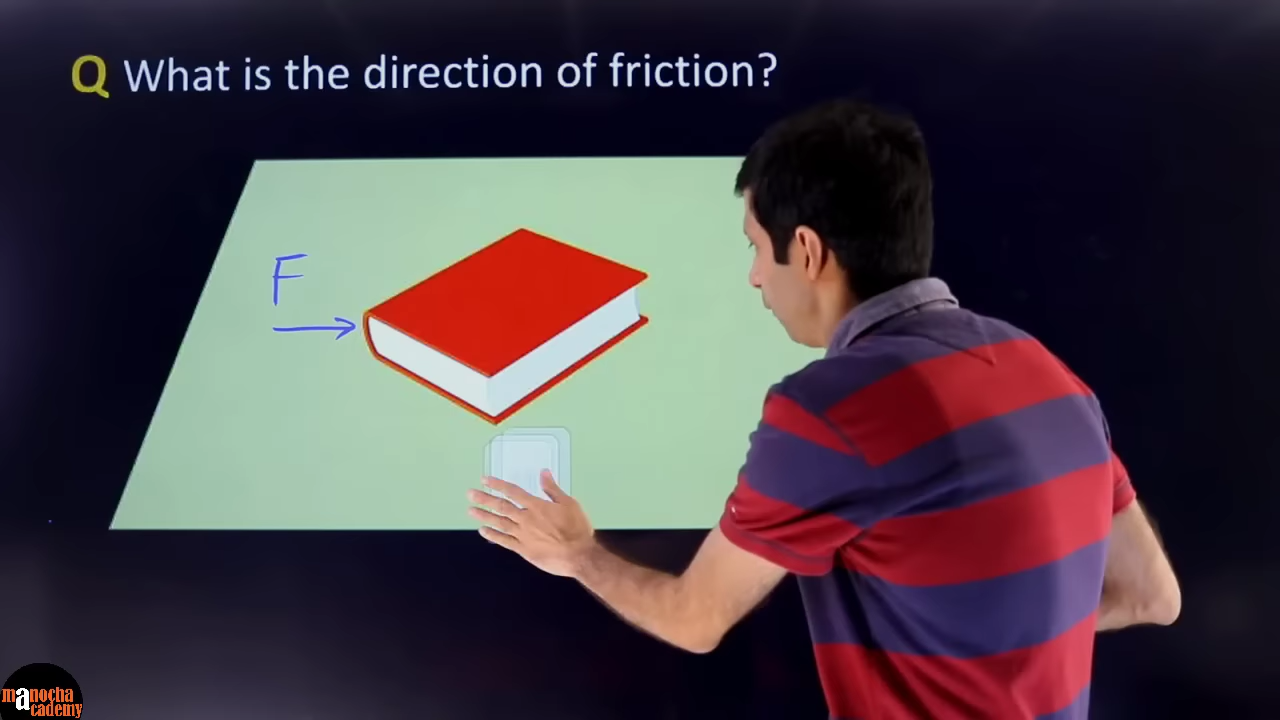 Q What is the direction of friction?
F
manocha
academy